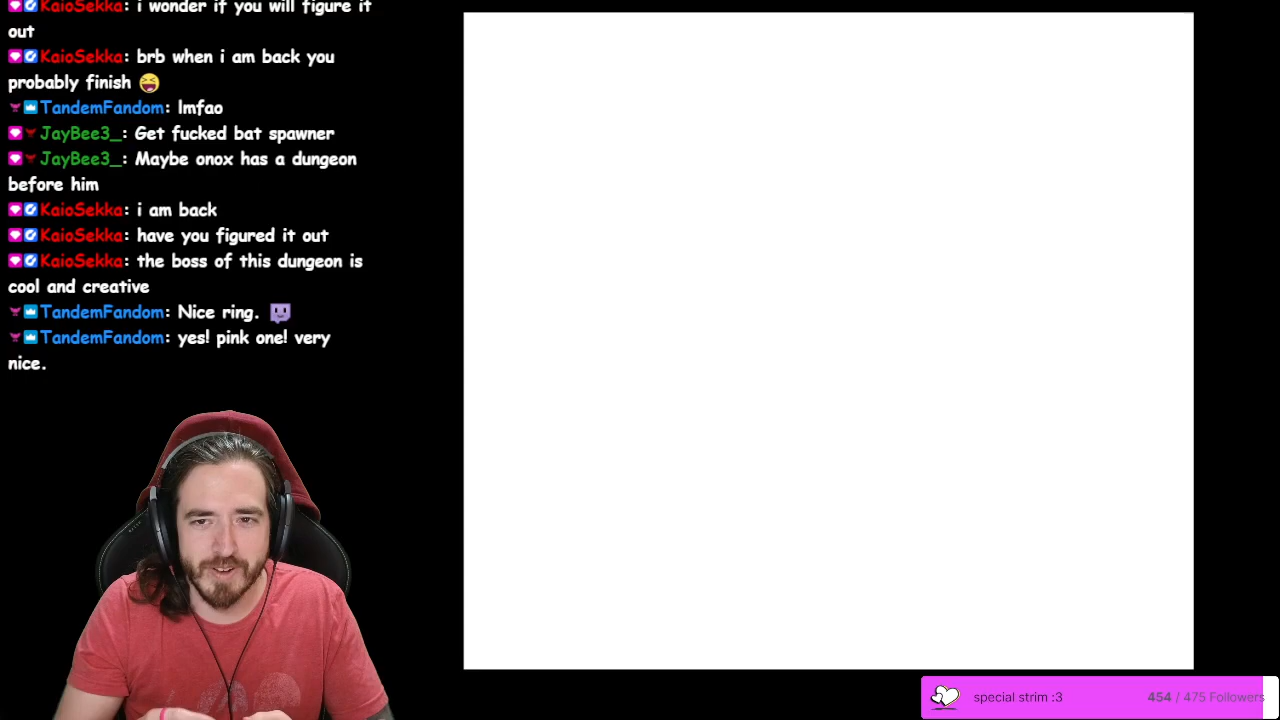 KaioSekka: i wonder if you will figure it
out
KaioSekka: brb when i am back you
probably finish 😆
TandemFandom: lmfao
JayBee3_: Get fucked bat spawner
JayBee3_: Maybe onox has a dungeon
before him
KaioSekka: i am back
KaioSekka: have you figured it out
KaioSekka: the boss of this dungeon is
cool and creative
TandemFandom: Nice ring.
TandemFandom: yes! pink one! very
nice.
special strim :3 454 / 475 Followers